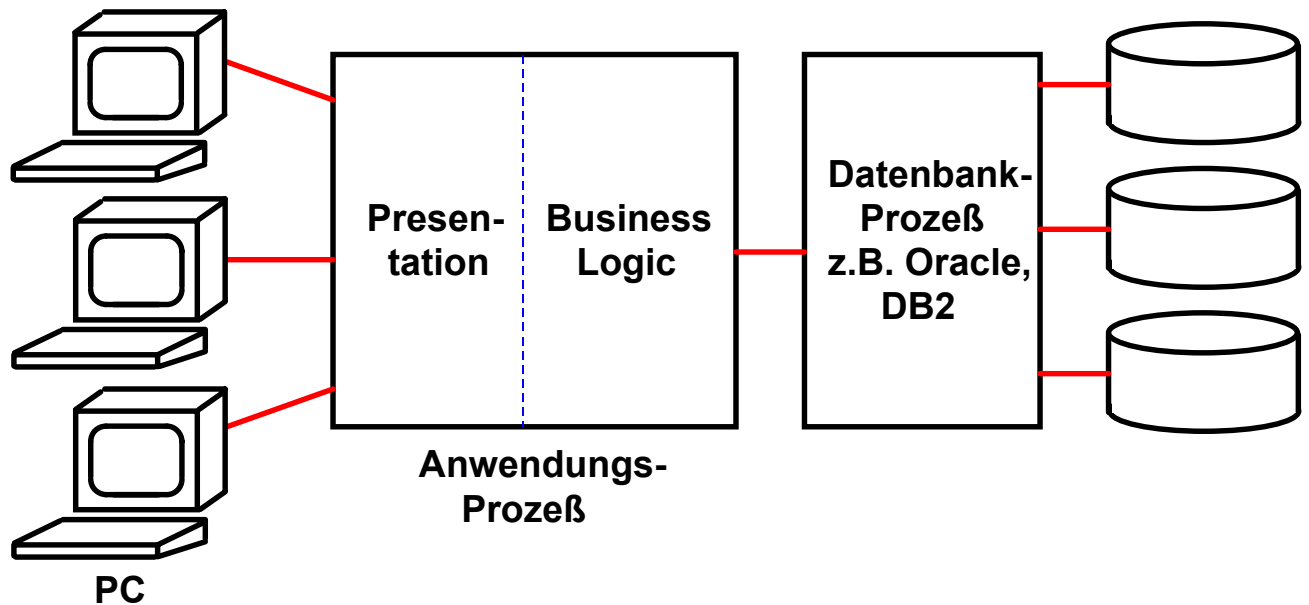 Presen-
tation
Business
Logic
Datenbank-
Prozeß
z.B. Oracle,
DB2
Anwendungs-
Prozeß
PC